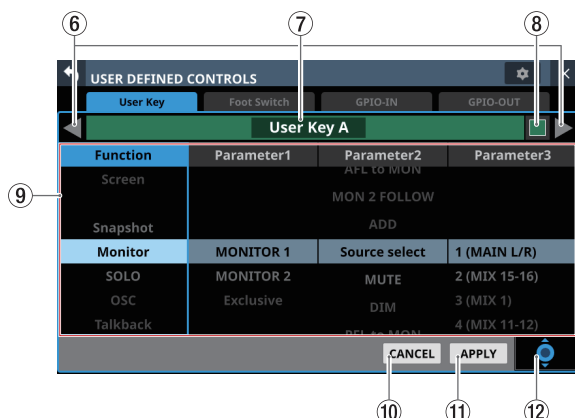 ⑥ ⑦ ⑧
USER DEFINED CONTROLS
User Key Foot Switch GPIO-IN GPIO-OUT
User Key A
Function Parameter1 Parameter2 Parameter3
AFL to MON
Screen
MON 2 FOLLOW
⑨
Snapshot ADD
Monitor MONITOR 1 Source select 1 (MAIN L/R)
SOLO MONITOR 2 MUTE 2 (MIX 15-16)
OSC Exclusive DIM 3 (MIX 1)
Talkback PFL to MON 4 (MIX 11-12)
CANCEL APPLY
⑩ ⑪ ⑫